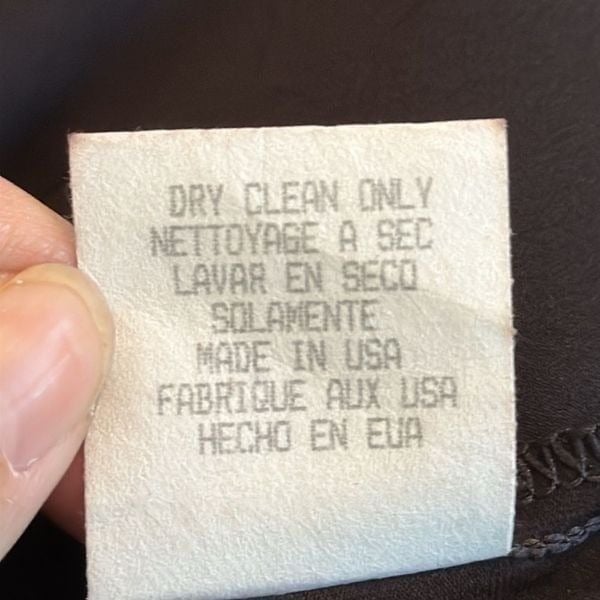 DRY CLEAN ONLY
NETTOYAGE A SEC
LAVAR EN SECO
SOLAMENTE
MADE IN USA
FABRIQUE AUX USA
HECHO EN EUA